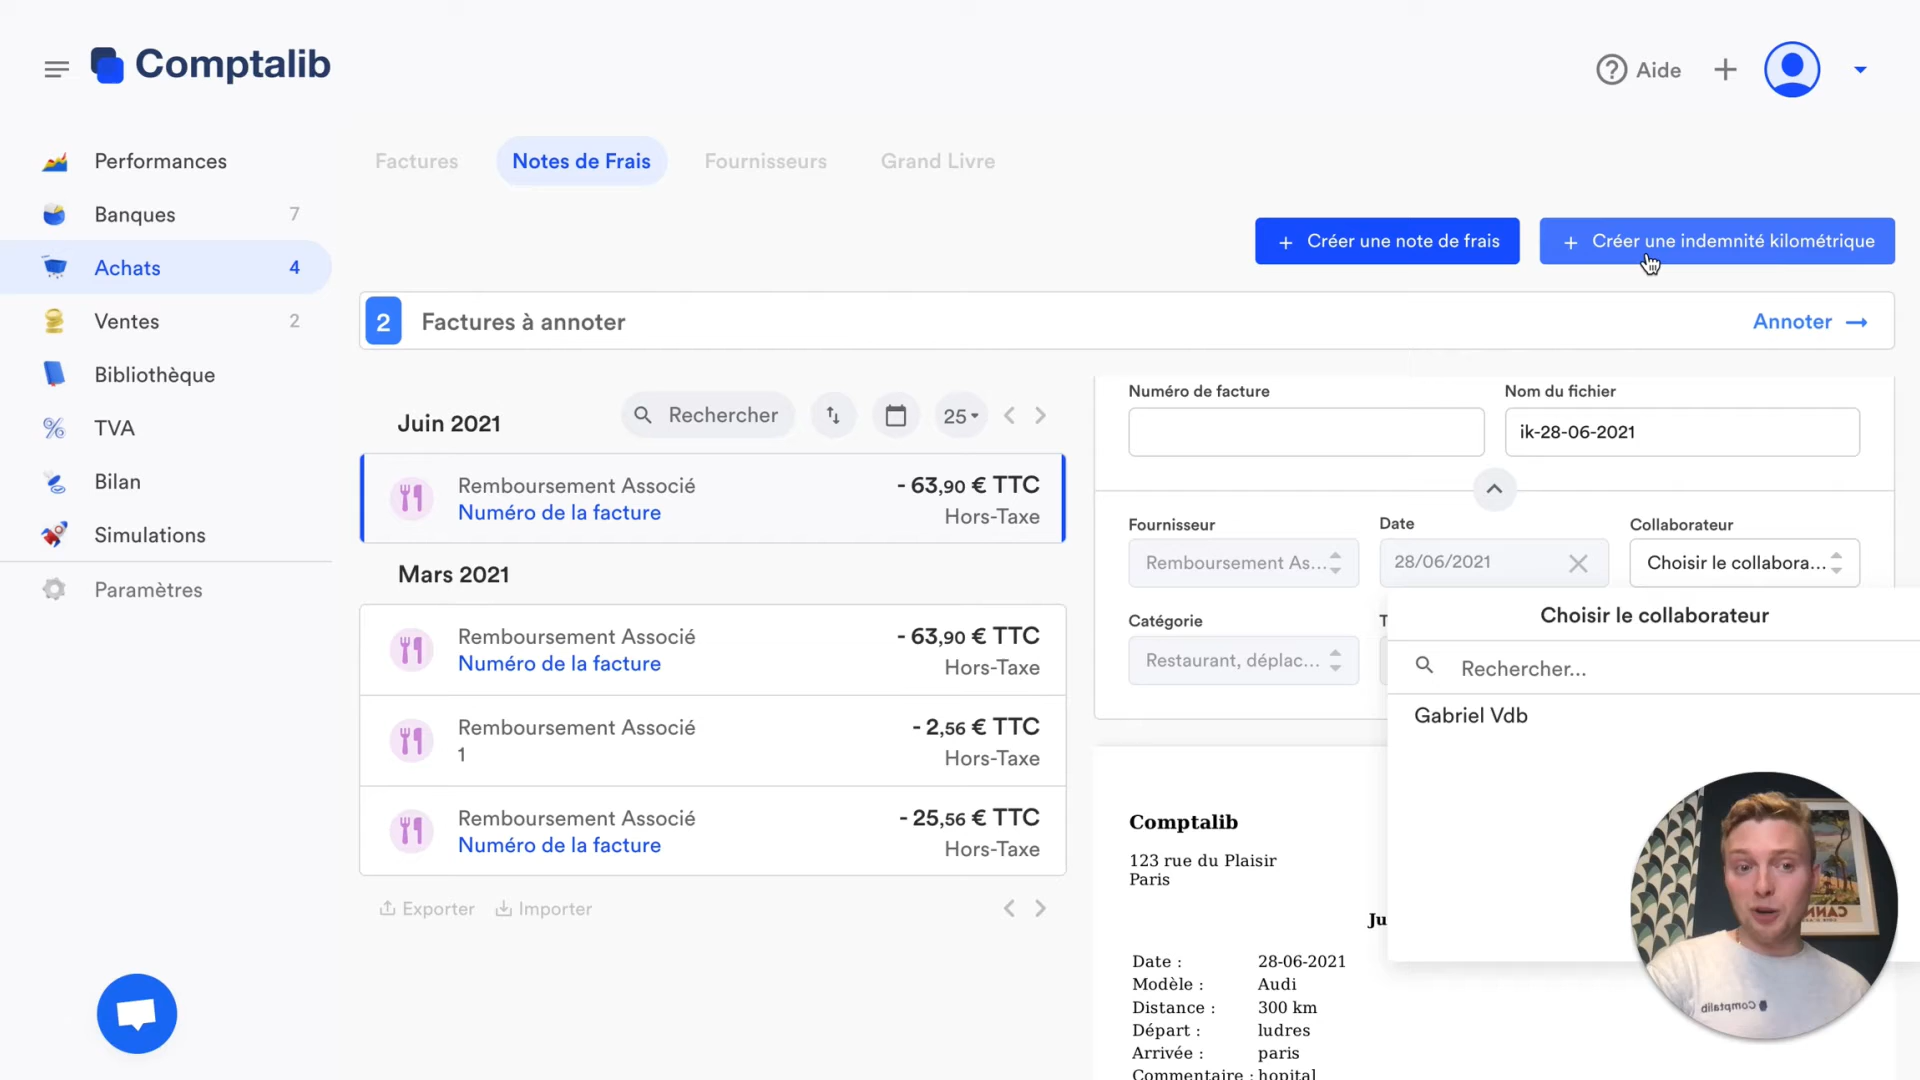 Comptalib
Aide
Performances
Banques 7
Achats 4
Ventes 2
Bibliothèque
TVA
Bilan
Simulations
Paramètres
Factures Notes de Frais Fournisseurs Grand Livre
+ Créer une note de frais
+ Créer une indemnité kilométrique
2 Factures à annoter
Annoter →
Juin 2021
Rechercher
25
Remboursement Associé - 63,90 € TTC
Numéro de la facture Hors-Taxe
Mars 2021
Remboursement Associé - 63,90 € TTC
Numéro de la facture Hors-Taxe
Remboursement Associé - 2,56 € TTC
1 Hors-Taxe
Remboursement Associé - 25,56 € TTC
Numéro de la facture Hors-Taxe
Exporter Importer
Numéro de facture Nom du fichier
ik-28-06-2021
Fournisseur Date Collaborateur
Remboursement As... 28/06/2021 Choisir le collabora...
Catégorie T
Restaurant, déplac...
Choisir le collaborateur
Rechercher...
Gabriel Vdb
Comptalib
123 rue du Plaisir
Paris
Ju
Date : 28-06-2021
Modèle : Audi
Distance : 300 km
Départ : ludres
Arrivée : paris
Commentaire : hopital
CANN
Comptalib